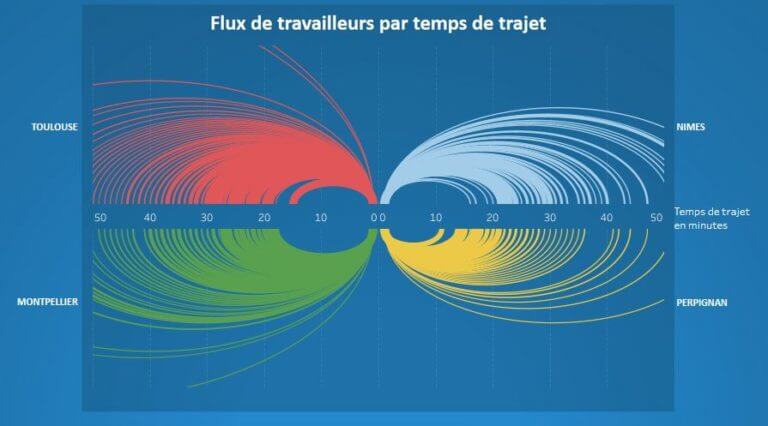 Flux de travailleurs par temps de trajet
TOULOUSE
NIMES
50 40 30 20 10 0 0 10 20 30 40 50
Temps de trajet
en minutes
MONTPELLIER
PERPIGNAN